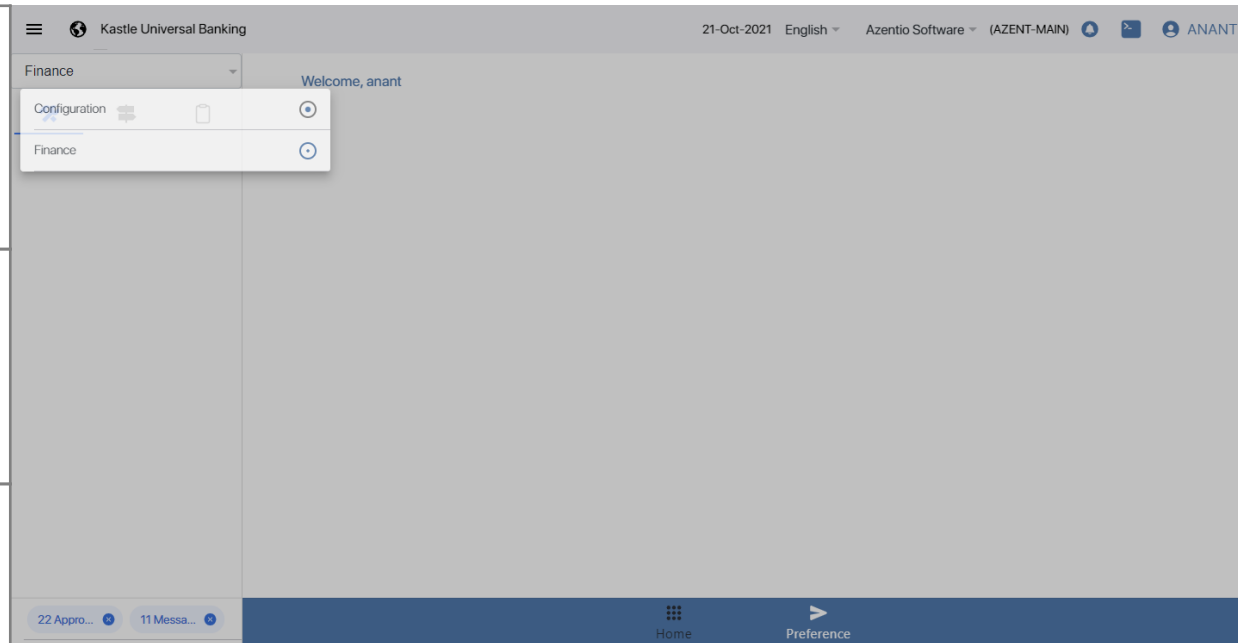 Kastle Universal Banking
21-Oct-2021 English Azentio Software (AZENT-MAIN) ANANT
Finance
Welcome, anant
Configuration
Finance
22 Appro... 11 Messa...
Home Preference